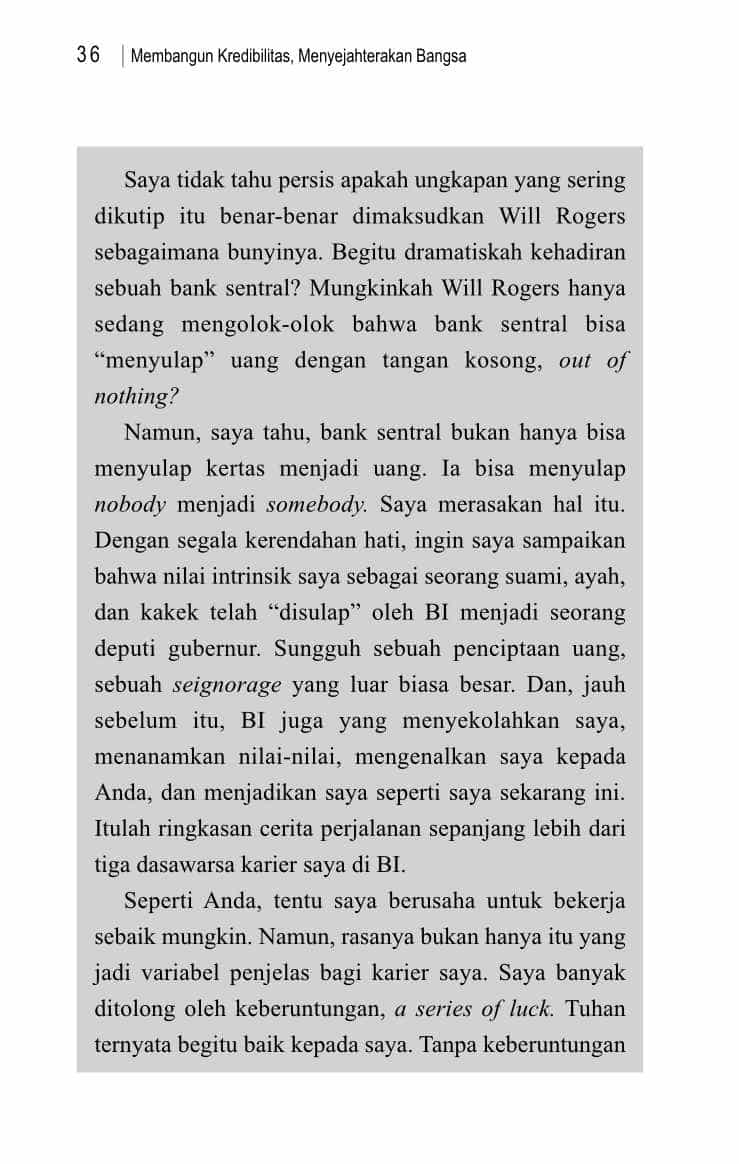 36 | Membangun Kredibilitas, Menyejahterakan Bangsa
Saya tidak tahu persis apakah ungkapan yang sering
dikutip itu benar-benar dimaksudkan Will Rogers
sebagaimana bunyinya. Begitu dramatiskah kehadiran
sebuah bank sentral? Mungkinkah Will Rogers hanya
sedang mengolok-olok bahwa bank sentral bisa
“menyulap” uang dengan tangan kosong, out of
nothing?
Namun, saya tahu, bank sentral bukan hanya bisa
menyulap kertas menjadi uang. Ia bisa menyulap
nobody menjadi somebody. Saya merasakan hal itu.
Dengan segala kerendahan hati, ingin saya sampaikan
bahwa nilai intrinsik saya sebagai seorang suami, ayah,
dan kakek telah “disulap” oleh BI menjadi seorang
deputi gubernur. Sungguh sebuah penciptaan uang,
sebuah seignorage yang luar biasa besar. Dan, jauh
sebelum itu, BI juga yang menyekolahkan saya,
menanamkan nilai-nilai, mengenalkan saya kepada
Anda, dan menjadikan saya seperti saya sekarang ini.
Itulah ringkasan cerita perjalanan sepanjang lebih dari
tiga dasawarsa karier saya di BI.
Seperti Anda, tentu saya berusaha untuk bekerja
sebaik mungkin. Namun, rasanya bukan hanya itu yang
jadi variabel penjelas bagi karier saya. Saya banyak
ditolong oleh keberuntungan, a series of luck. Tuhan
ternyata begitu baik kepada saya. Tanpa keberuntungan